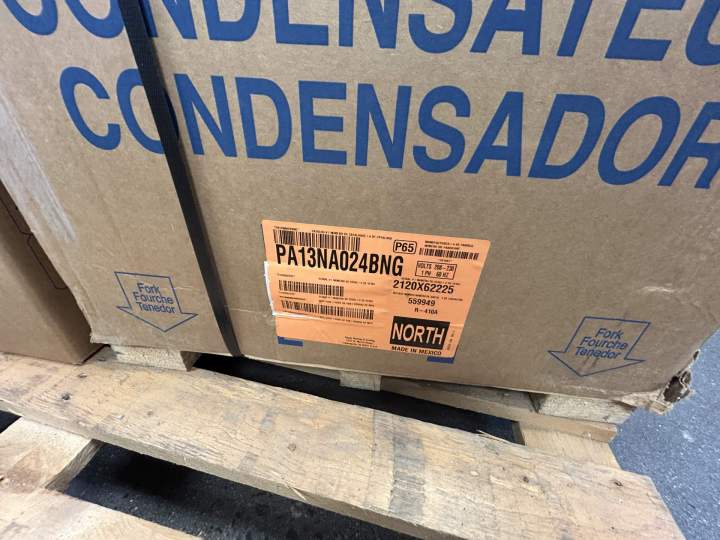 CONDENSATEU
CONDENSADOR
P65
PA13NA024BNG
VOLTS 208-230
1 PH 60 HZ
2120X62225
559949
R-410A
NORTH
MADE IN MEXICO
Fork
Fourche
Tenedor
Fork
Fourche
Tenedor